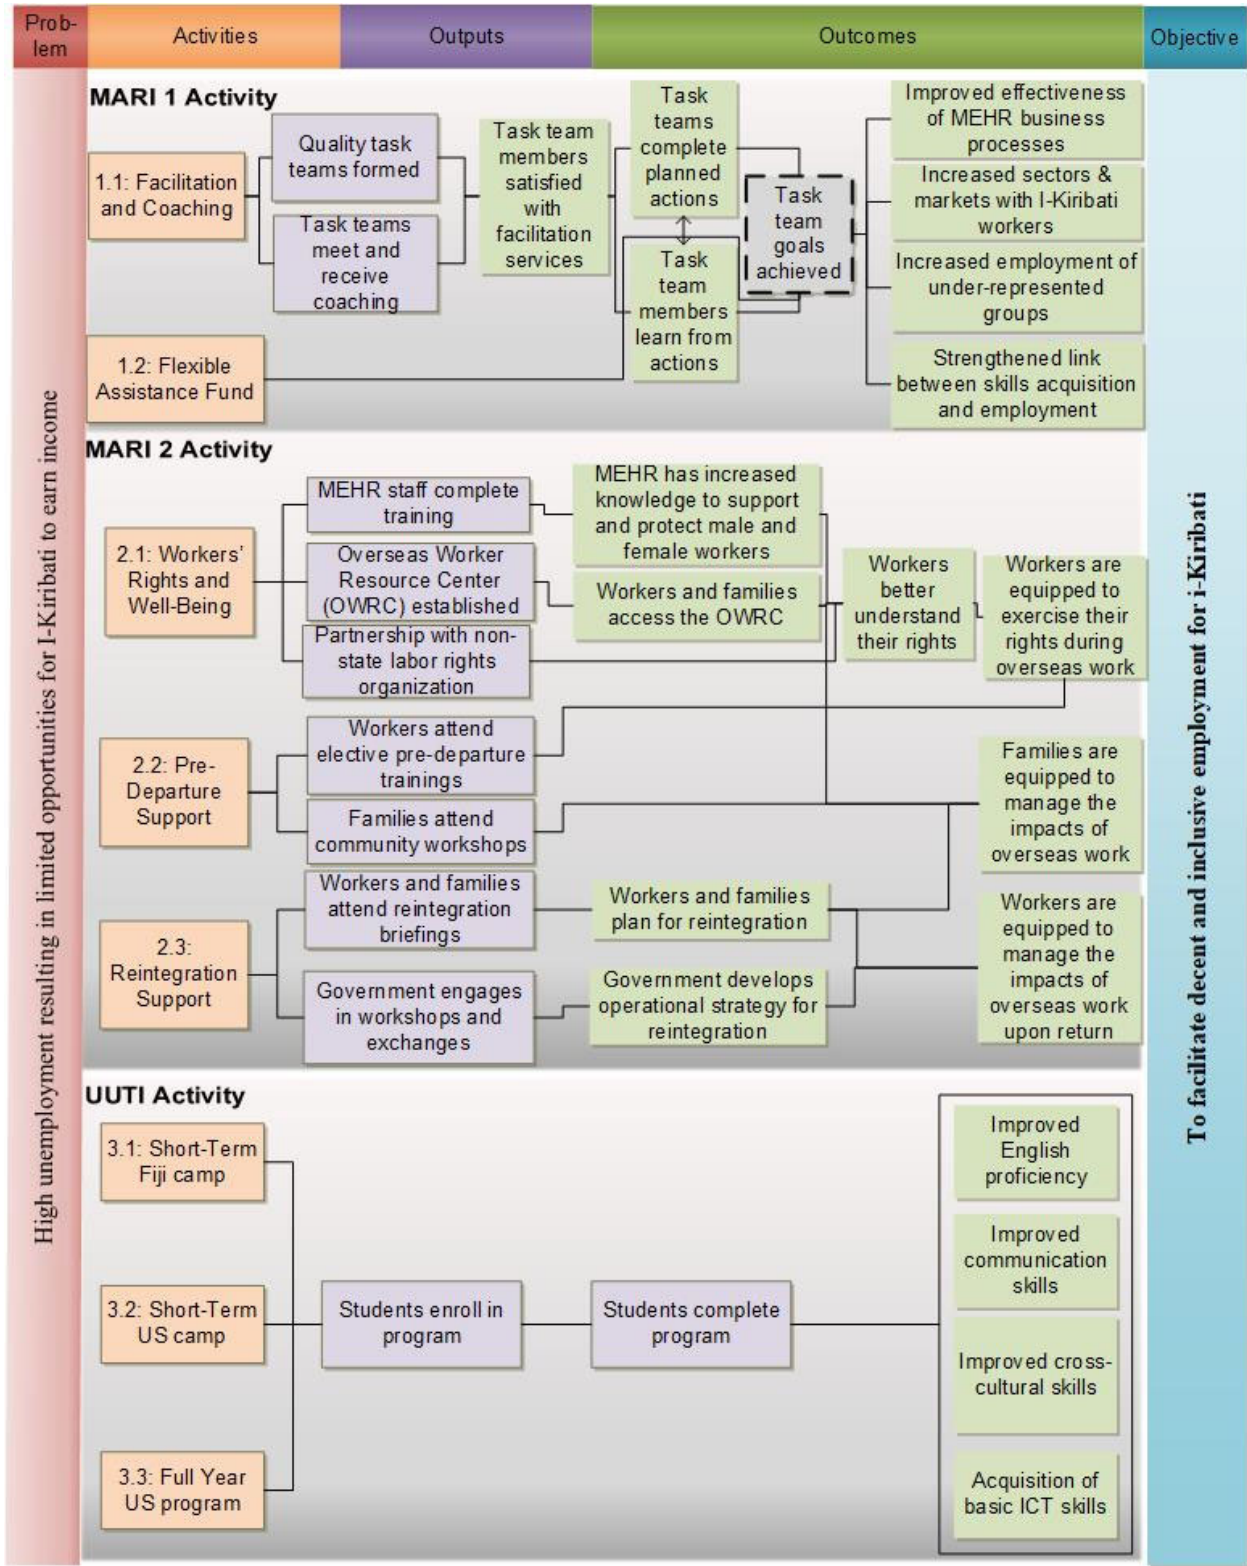 Prob-
lem
Activities
Outputs
Outcomes
Objective
High unemployment resulting in limited opportunities for I-Kiribati to earn income
MARI 1 Activity
1.1: Facilitation
and Coaching
Quality task
teams formed
Task teams
meet and
receive
coaching
Task team
members
satisfied
with
facilitation
services
Task
teams
complete
planned
actions
Task
team
members
learn from
actions
Task
team
goals
achieved
Improved effectiveness
of MEHR business
processes
Increased sectors &
markets with I-Kiribati
workers
Increased employment of
under-represented
groups
Strengthened link
between skills acquisition
and employment
1.2: Flexible
Assistance Fund
MARI 2 Activity
2.1: Workers'
Rights and
Well-Being
MEHR staff complete
training
Overseas Worker
Resource Center
(OWRC) established
Partnership with non-
state labor rights
organization
MEHR has increased
knowledge to support
and protect male and
female workers
Workers and families
access the OWRC
Workers
better
understand
their rights
Workers are
equipped to
exercise their
rights during
overseas work
2.2: Pre-
Departure
Support
Workers attend
elective pre-departure
trainings
Families attend
community workshops
Families are
equipped to
manage the
impacts of
overseas work
2.3:
Reintegration
Support
Workers and families
attend reintegration
briefings
Government engages
in workshops and
exchanges
Workers and families
plan for reintegration
Government develops
operational strategy for
reintegration
Workers are
equipped to
manage the
impacts of
overseas work
upon return
UUTI Activity
3.1: Short-Term
Fiji camp
3.2: Short-Term
US camp
3.3: Full Year
US program
Students enroll in
program
Students complete
program
Improved
English
proficiency
Improved
communication
skills
Improved cross-
cultural skills
Acquisition of
basic ICT skills
To facilitate decent and inclusive employment for i-Kiribati